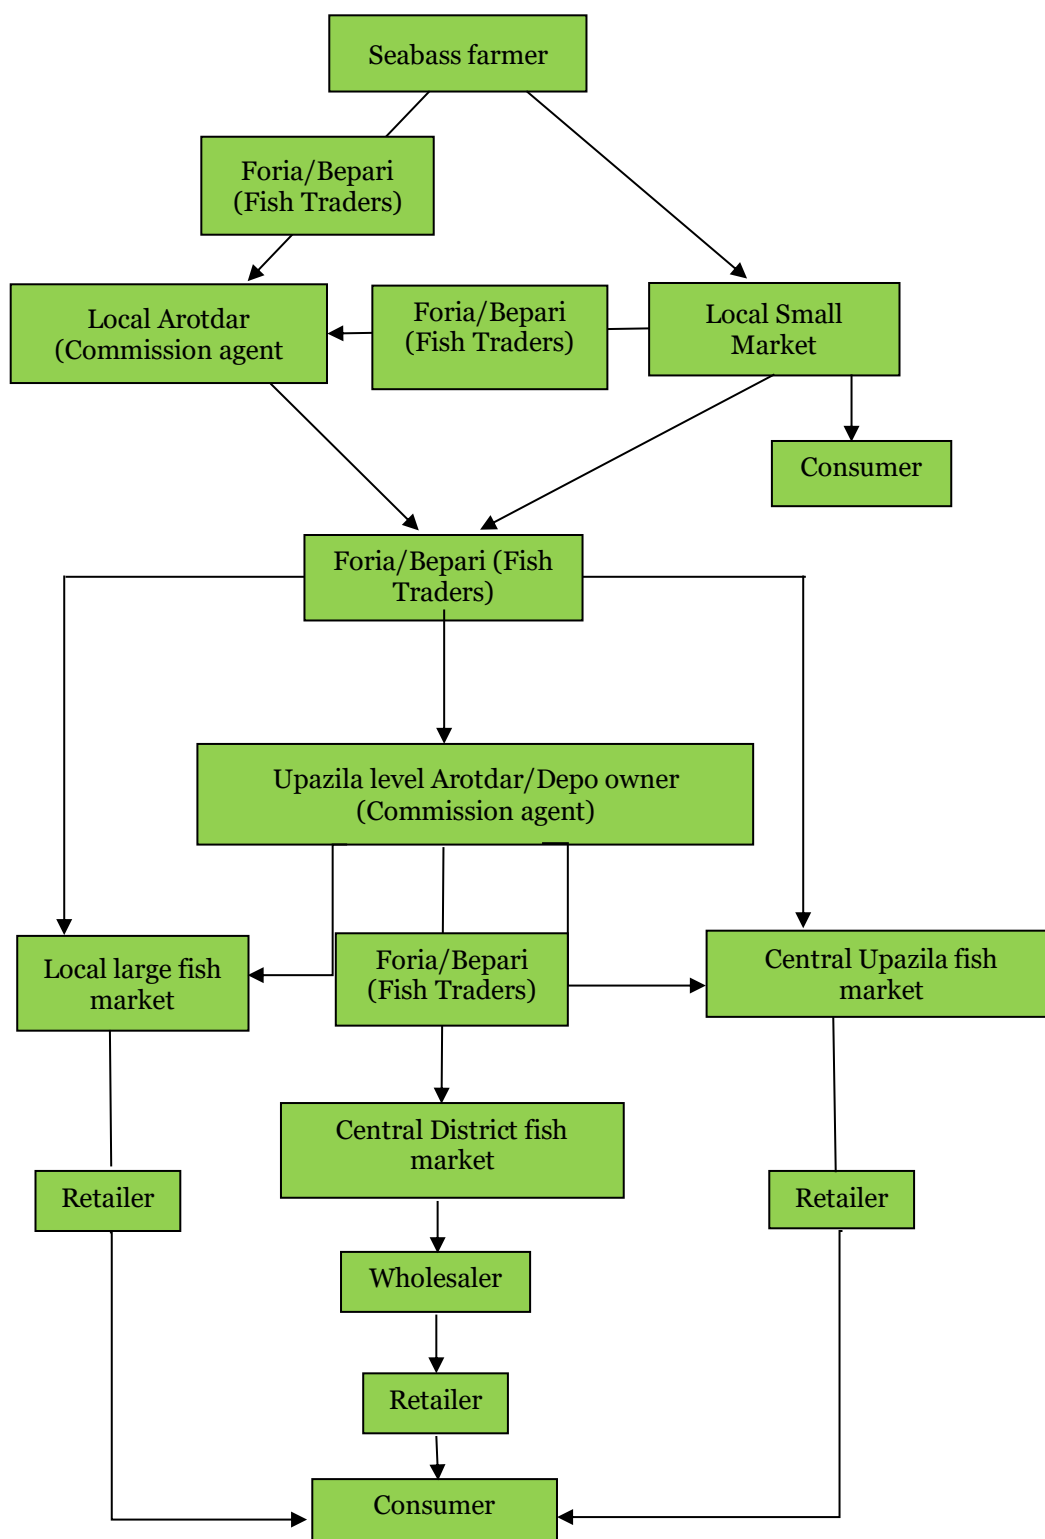 Seabass farmer
Foria/Bepari
(Fish Traders)
Local Arotdar
(Commission agent
Foria/Bepari
(Fish Traders)
Local Small
Market
Consumer
Foria/Bepari (Fish
Traders)
Upazila level Arotdar/Depo owner
(Commission agent)
Local large fish
market
Foria/Bepari
(Fish Traders)
Central Upazila fish
market
Central District fish
market
Retailer
Retailer
Wholesaler
Retailer
Consumer